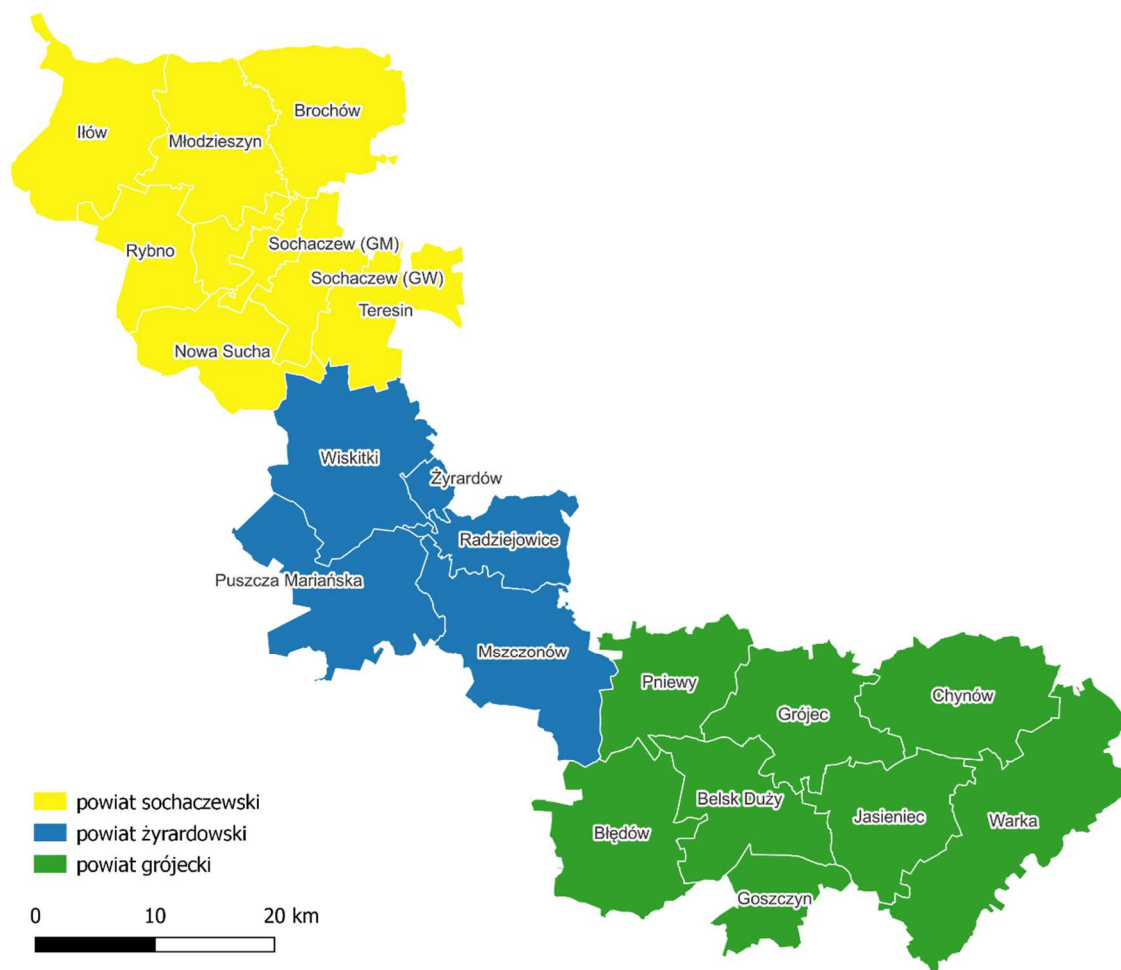 Brochów
Iłów
Młodzieszyn
Rybno
Sochaczew (GM)
Sochaczew (GW)
Teresin
Nowa Sucha
Wiskitki
Żyrardów
Radziejowice
Puszcza Mariańska
Mszczonów
Pniewy
Chynów
Grójec
Belsk Duży
Jasieniec
Warka
Błędów
Goszczyn
powiat sochaczewski
powiat żyrardowski
powiat grójecki
0 10 20 km